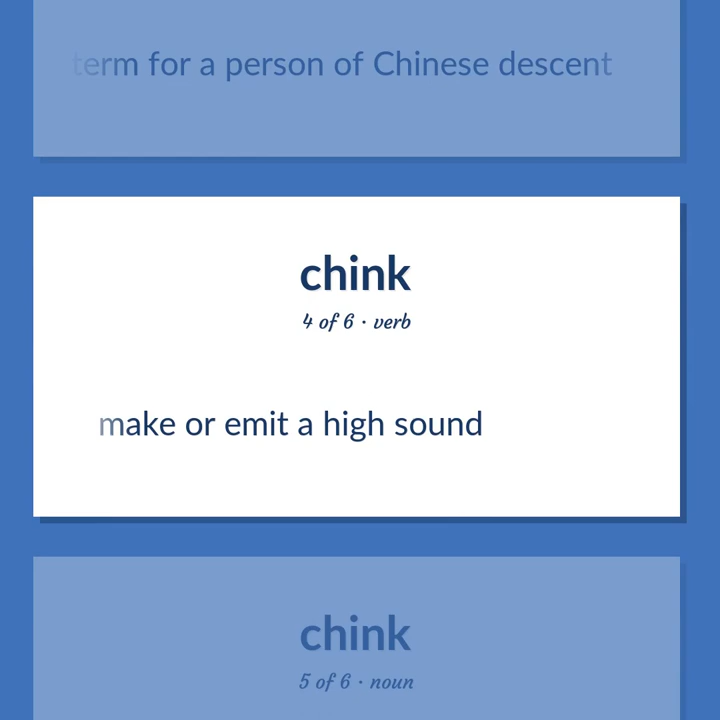 term for a person of Chinese descent
chink
4 of 6 · verb
make or emit a high sound
chink
5 of 6 · noun